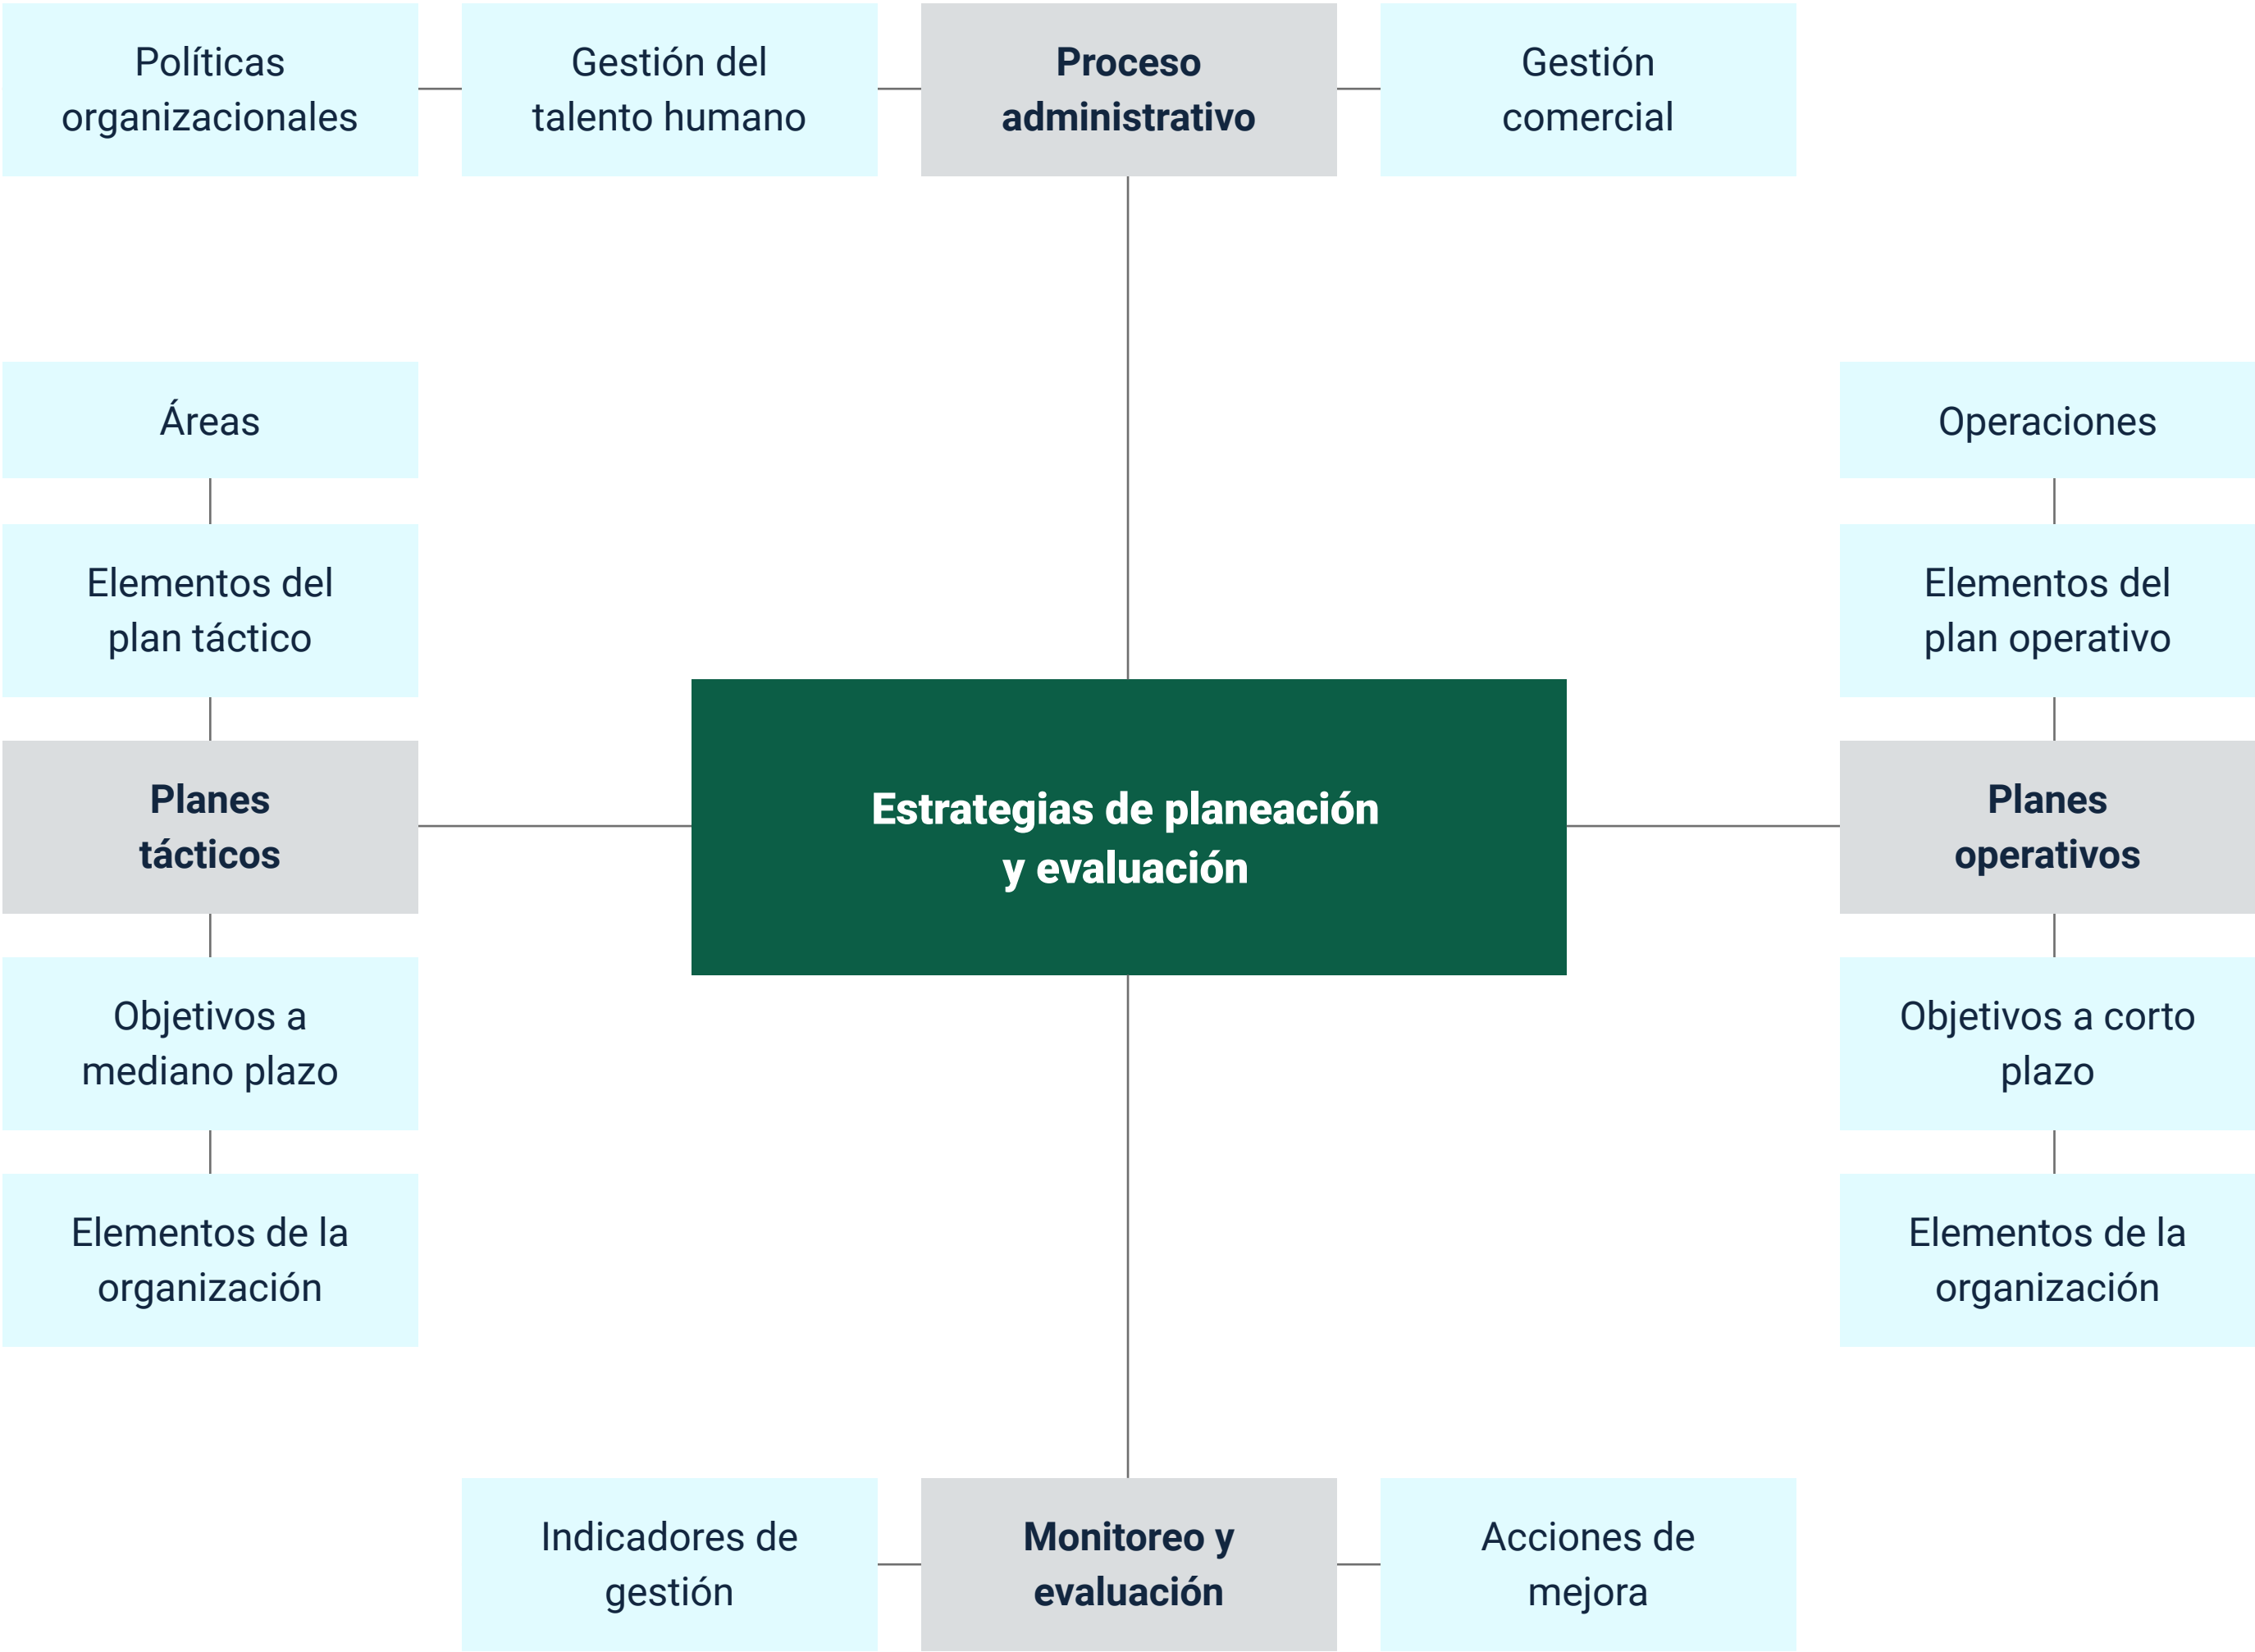 Políticas
organizacionales
Gestión del
talento humano
Proceso
administrativo
Gestión
comercial
Áreas
Elementos del
plan táctico
Planes
tácticos
Objetivos a
mediano plazo
Elementos de la
organización
Estrategias de planeación
y evaluación
Operaciones
Elementos del
plan operativo
Planes
operativos
Objetivos a corto
plazo
Elementos de la
organización
Indicadores de
gestión
Monitoreo y
evaluación
Acciones de
mejora